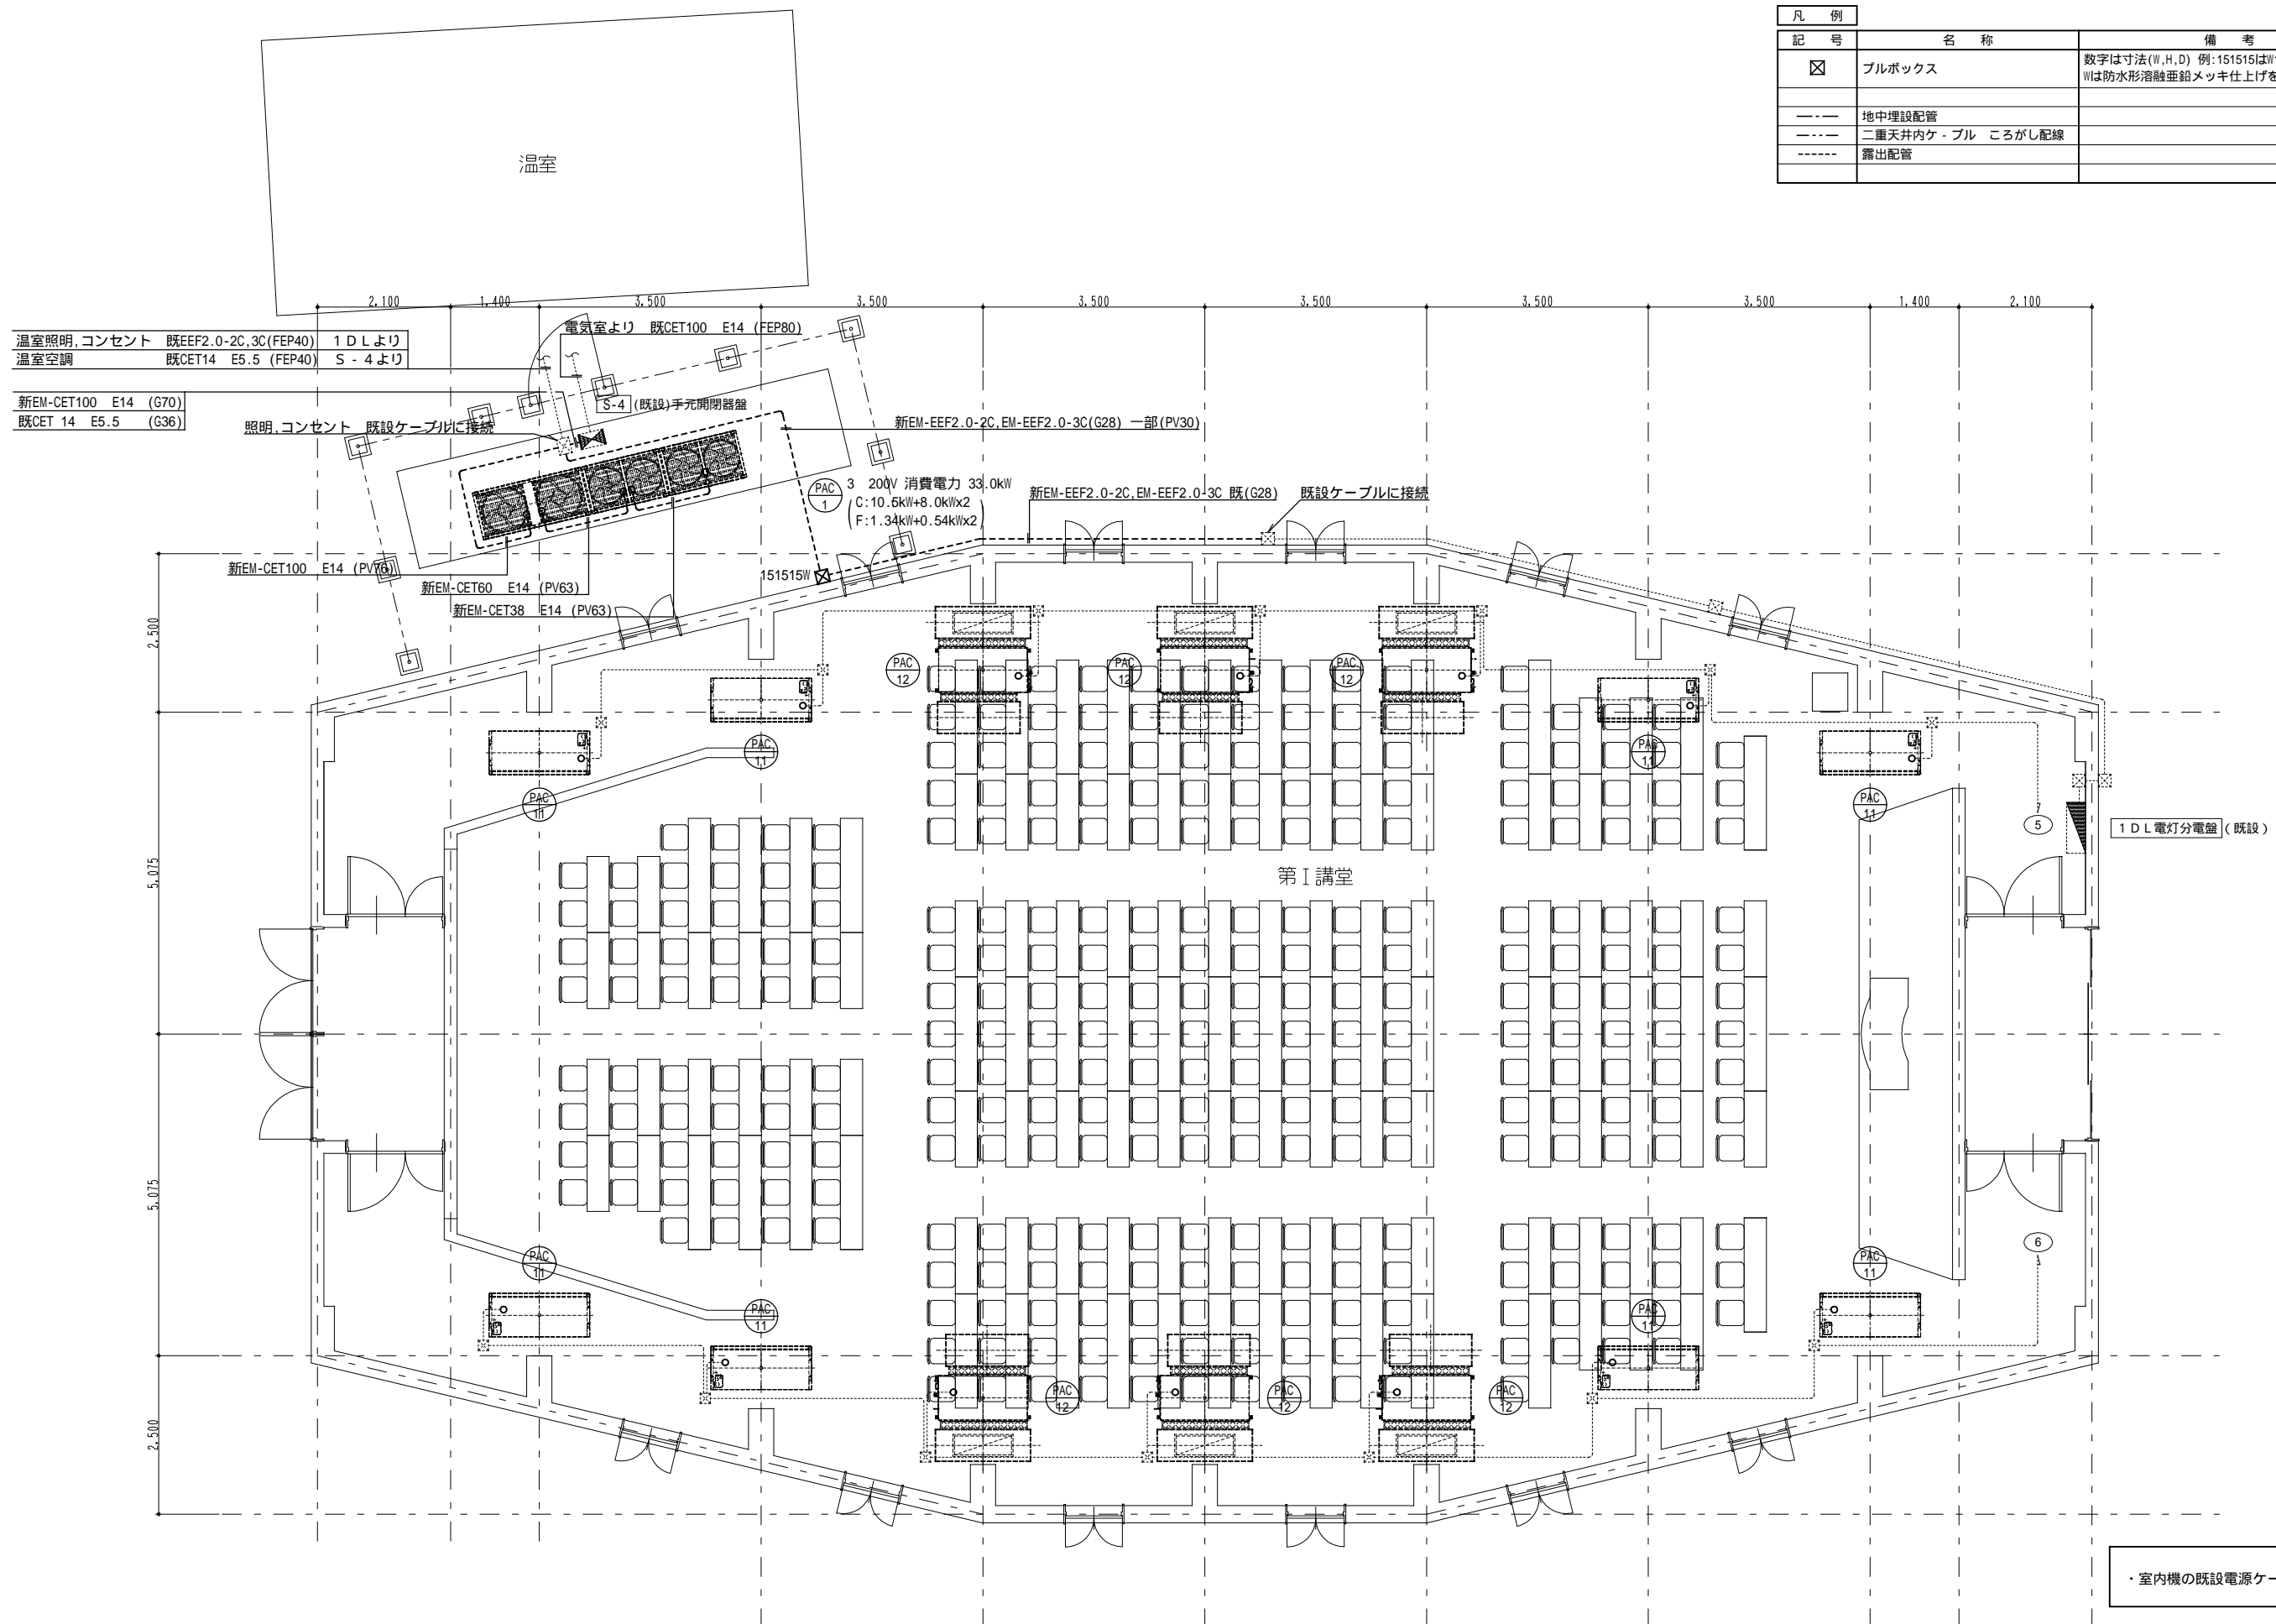 凡 例
記 号 名 称 備 考
プルボックス 数字は寸法(W,H,D) 例:151515は
Wは防水形溶融亜鉛メッキ仕上げを
地中埋設配管
二重天井内ケ-ブル ころがし配線
露出配管
温室
2,100 1,400 3,500 3,500 3,500 3,500 3,500 3,500 1,400 2,100
温室照明,コンセント 既EEF2.0-2C,3C(FEP40) 1DLより
温室空調 既CET14 E5.5 (FEP40) S-4より
電気室より 既CET100 E14 (FEP80)
新EM-CET100 E14 (G70)
既CET 14 E5.5 (G36)
S-4 (既設)手元開閉器盤
照明,コンセント 既設ケーブルに接続
新EM-EEF2.0-2C,EM-EEF2.0-3C(G28) 一部(PV30)
PAC
1
3 200V 消費電力 33.0kW
C:10.5kW+8.0kWx2
F:1.34kW+0.54kWx2
新EM-EEF2.0-2C,EM-EEF2.0-3C 既(G28)
既設ケーブルに接続
新EM-CET100 E14 (PV76)
151515W
新EM-CET60 E14 (PV63)
新EM-CET38 E14 (PV63)
2,500
PAC
12
PAC
12
PAC
12
PAC
11
PAC
11
PAC
11
PAC
11
5
1DL電灯分電盤 (既設)
5,075
第I講堂
5,075
6
PAC
11
PAC
11
PAC
11
PAC
11
PAC
12
PAC
12
PAC
12
2,500
・室内機の既設電源ケー